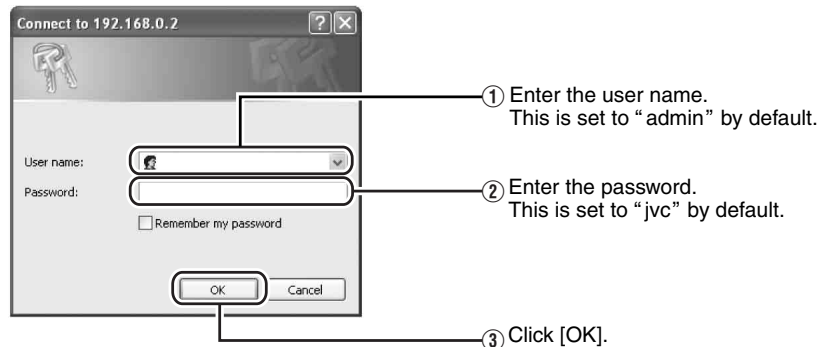 Connect to 192.168.0.2
User name:
Password:
Remember my password
OK
Cancel
① Enter the user name.
This is set to “admin” by default.
② Enter the password.
This is set to “jvc” by default.
③ Click [OK].